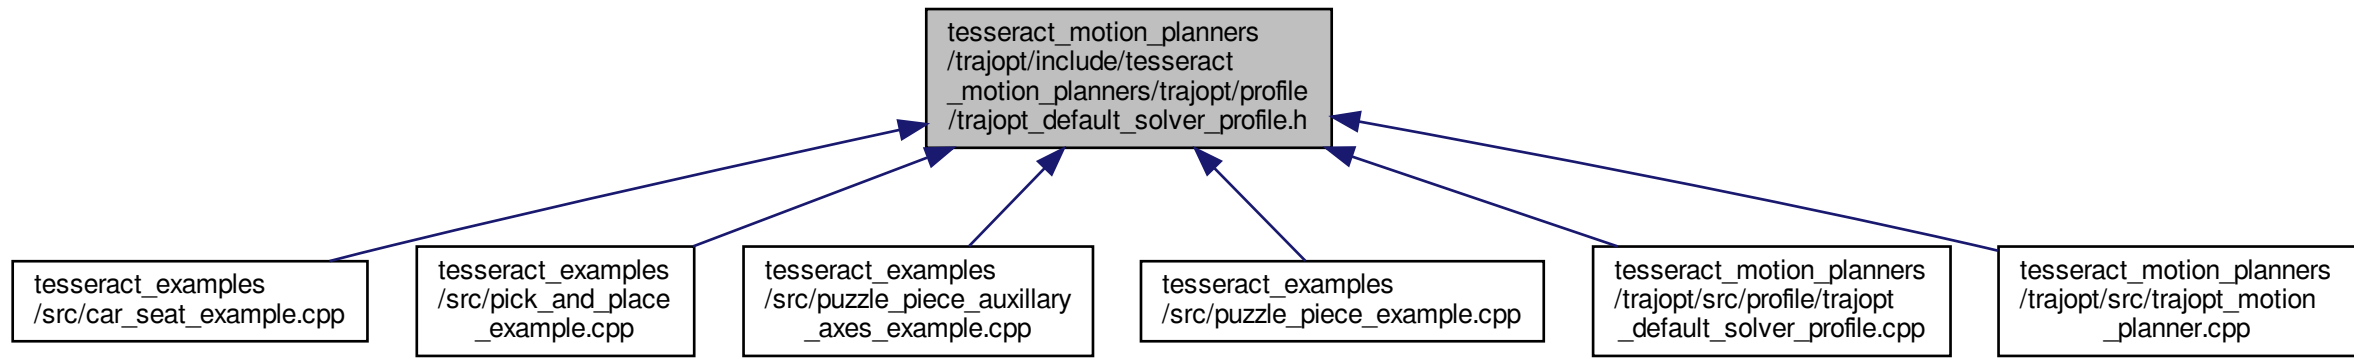 tesseract_motion_planners
/trajopt/include/tesseract
_motion_planners/trajopt/profile
/trajopt_default_solver_profile.h
tesseract_examples
/src/car_seat_example.cpp
tesseract_examples
/src/pick_and_place
_example.cpp
tesseract_examples
/src/puzzle_piece_auxillary
_axes_example.cpp
tesseract_examples
/src/puzzle_piece_example.cpp
tesseract_motion_planners
/trajopt/src/profile/trajopt
_default_solver_profile.cpp
tesseract_motion_planners
/trajopt/src/trajopt_motion
_planner.cpp